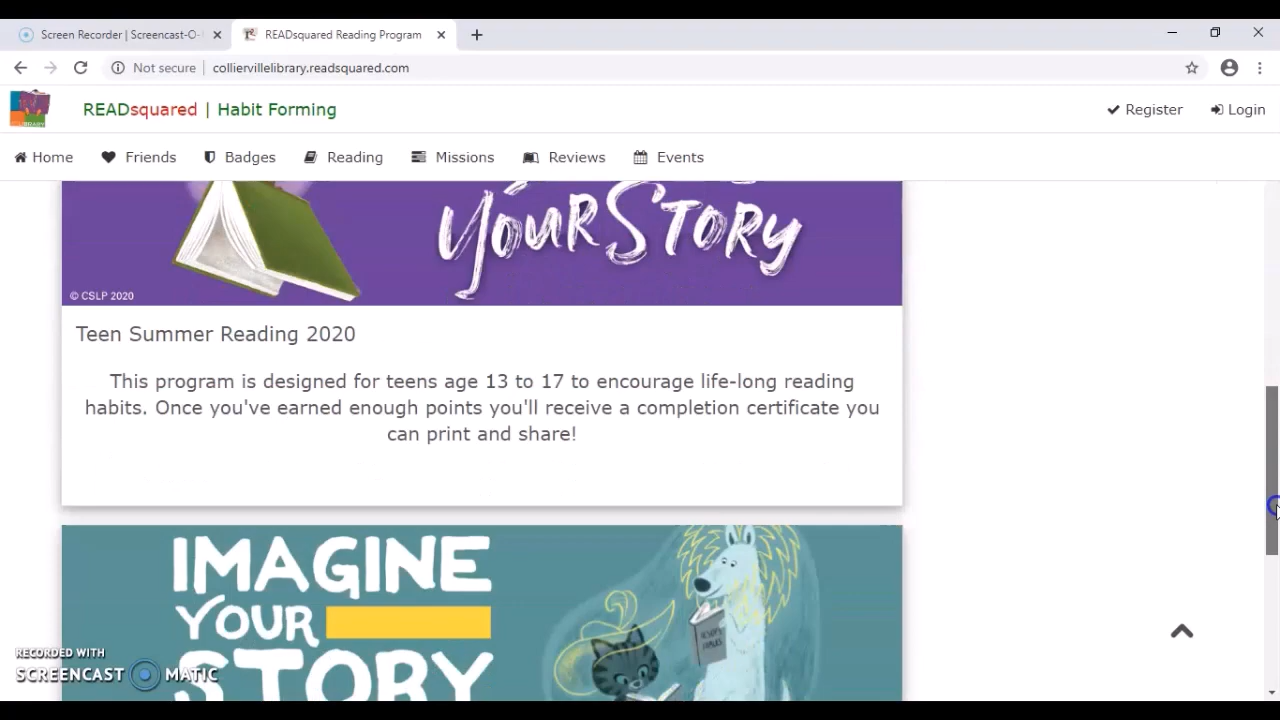 Screen Recorder | Screencast-O-
READsquared Reading Program
Not secure
colliervillelibrary.readsquared.com
READsquared | Habit Forming
Register
Login
Home
Friends
Badges
Reading
Missions
Reviews
Events
YOUR STORY
© CSLP 2020
Teen Summer Reading 2020
This program is designed for teens age 13 to 17 to encourage life-long reading
habits. Once you've earned enough points you'll receive a completion certificate you
can print and share!
IMAGINE
YOUR
STORY
AESOP'S
FABLES
RECORDED WITH
SCREENCAST MATIC